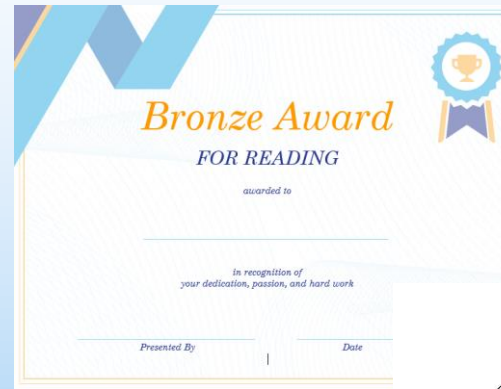 Bronze Award
FOR READING
awarded to
in recognition of
your dedication, passion, and hard work
Presented By Date